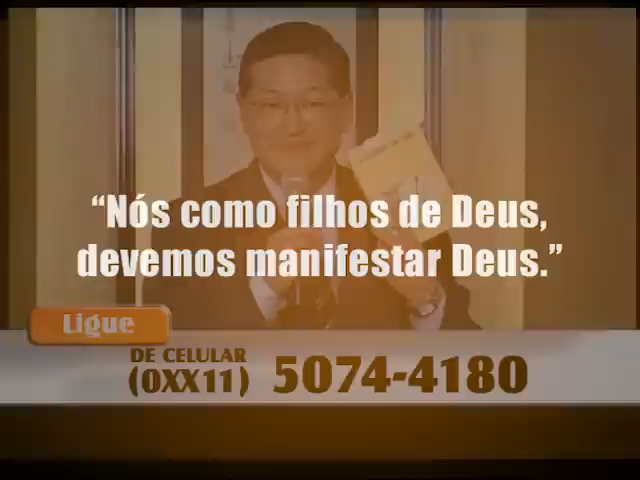 “Nós como filhos de Deus,
devemos manifestar Deus.”
Ligue
DE CELULAR
(0XX11) 5074-4180